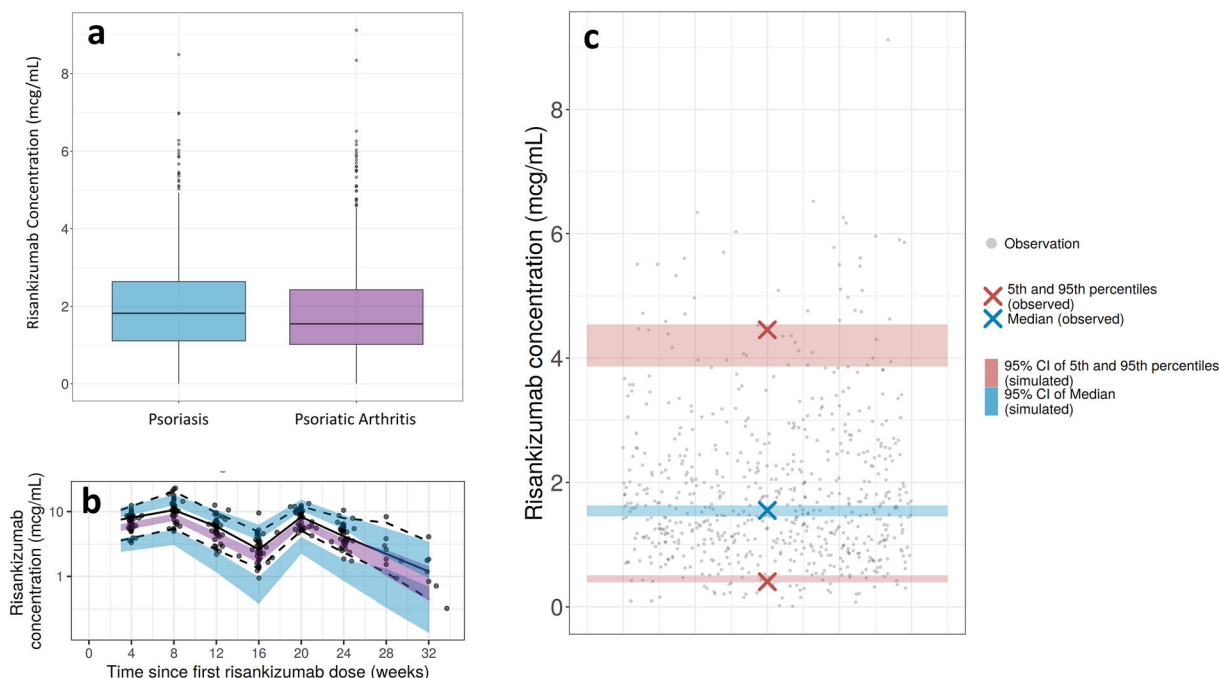 a
Risankizumab Concentration (mcg/mL)
8
6
4
2
0
Psoriasis
Psoriatic Arthritis
b
Risankizumab
concentration (mcg/mL)
10
1
0
4
8
12
16
20
24
28
32
Time since first risankizumab dose (weeks)
c
Risankizumab concentration (mcg/mL)
8
6
4
2
0
Observation
5th and 95th percentiles
(observed)
Median (observed)
95% CI of 5th and 95th percentiles
(simulated)
95% CI of Median
(simulated)